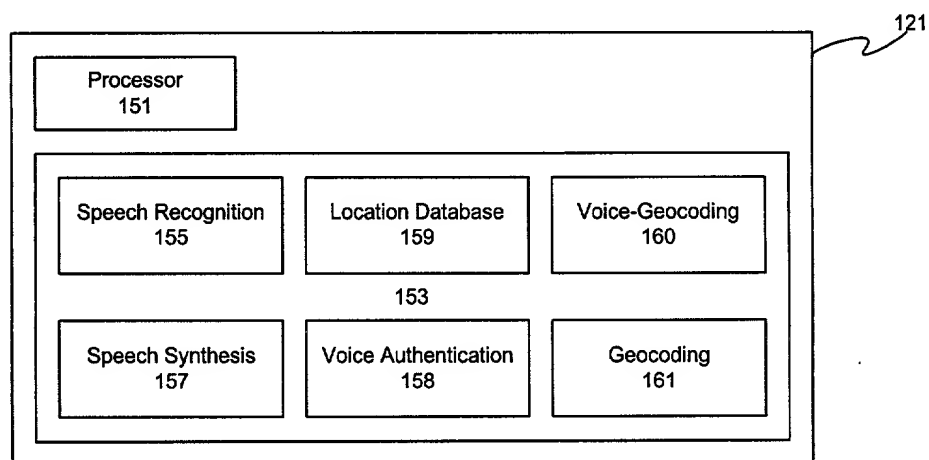 121
Processor
151
Speech Recognition
155
Location Database
159
Voice-Geocoding
160
153
Speech Synthesis
157
Voice Authentication
158
Geocoding
161